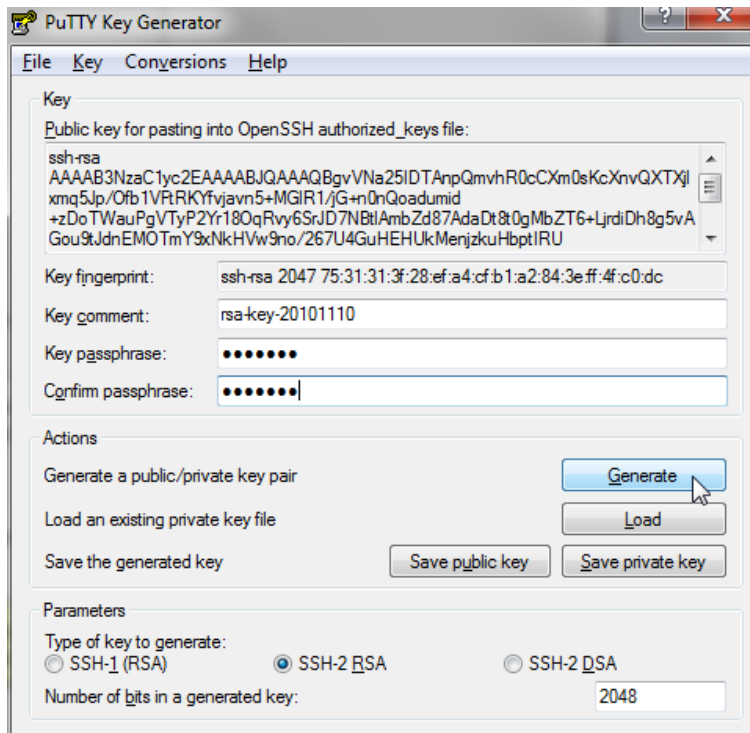 PuTTY Key Generator
File Key Conversions Help
Key
Public key for pasting into OpenSSH authorized_keys file:
ssh-rsa
AAAAB3NzaC1yc2EAAAABJQAAAQBgvVNa25IDTAnpQmvhR0cCXm0sKcXnvQXTXjl
xmq5Jp/Ofb1VFtRKYfvjavn5+MGIR1/jG+n0nQoadumid
+zDoTWauPgVTyP2Yr18OqRvy6SrJD7NBtlAmbZd87AdaDt8t0gMbZT6+LjrdiDh8g5vA
Gou9tJdnEMOTmY9xNkHVw9no/267U4GuHEHUkMenjzkuHbptIRU
Key fingerprint: ssh-rsa 2047 75:31:31:3f:28:ef:a4:cf:b1:a2:84:3e:ff:4f:c0:dc
Key comment: rsa-key-20101110
Key passphrase: •••••••
Confirm passphrase: •••••••
Actions
Generate a public/private key pair Generate
Load an existing private key file Load
Save the generated key Save public key Save private key
Parameters
Type of key to generate:
SSH-1 (RSA) SSH-2 RSA SSH-2 DSA
Number of bits in a generated key: 2048